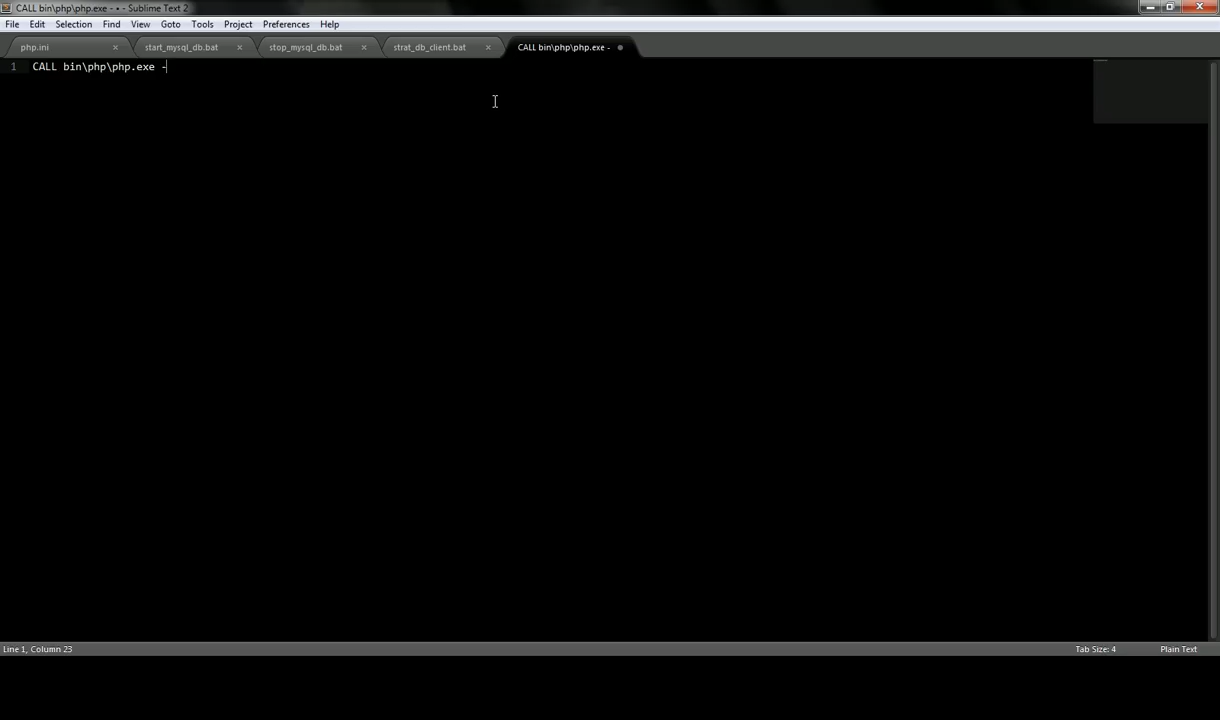 CALL bin\php\php.exe - • - Sublime Text 2
File Edit Selection Find View Goto Tools Project Preferences Help
php.ini start_mysql_db.bat stop_mysql_db.bat strat_db_client.bat CALL bin\php\php.exe -
1 CALL bin\php\php.exe -
Line 1, Column 23 Tab Size: 4 Plain Text